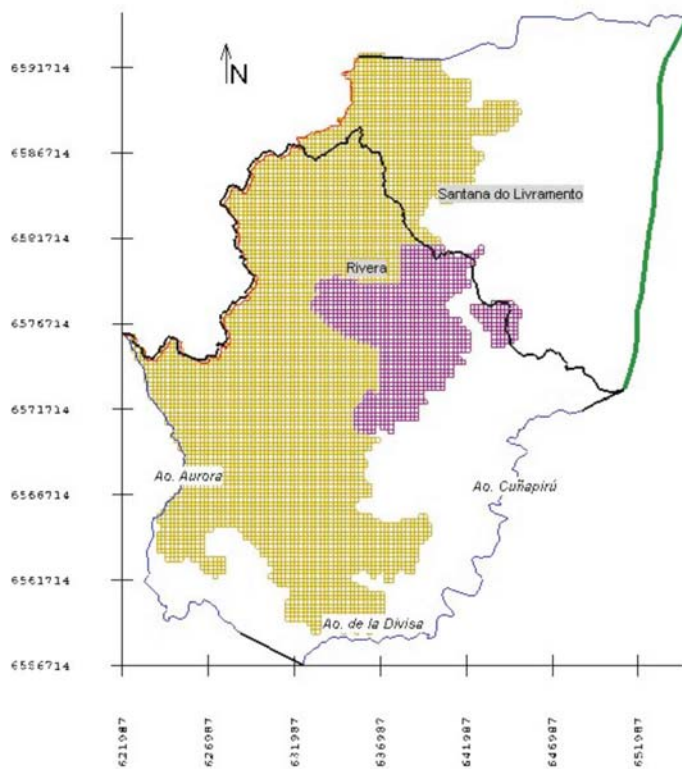 6591714
N
6586714
Santana do Livramento
6581714
Rivera
6576714
6571714
Ao. Aurora
Ao. Cuñapirú
6566714
6561714
Ao. de la Divisa
6556714
621987
626987
631987
636987
641987
646987
651987